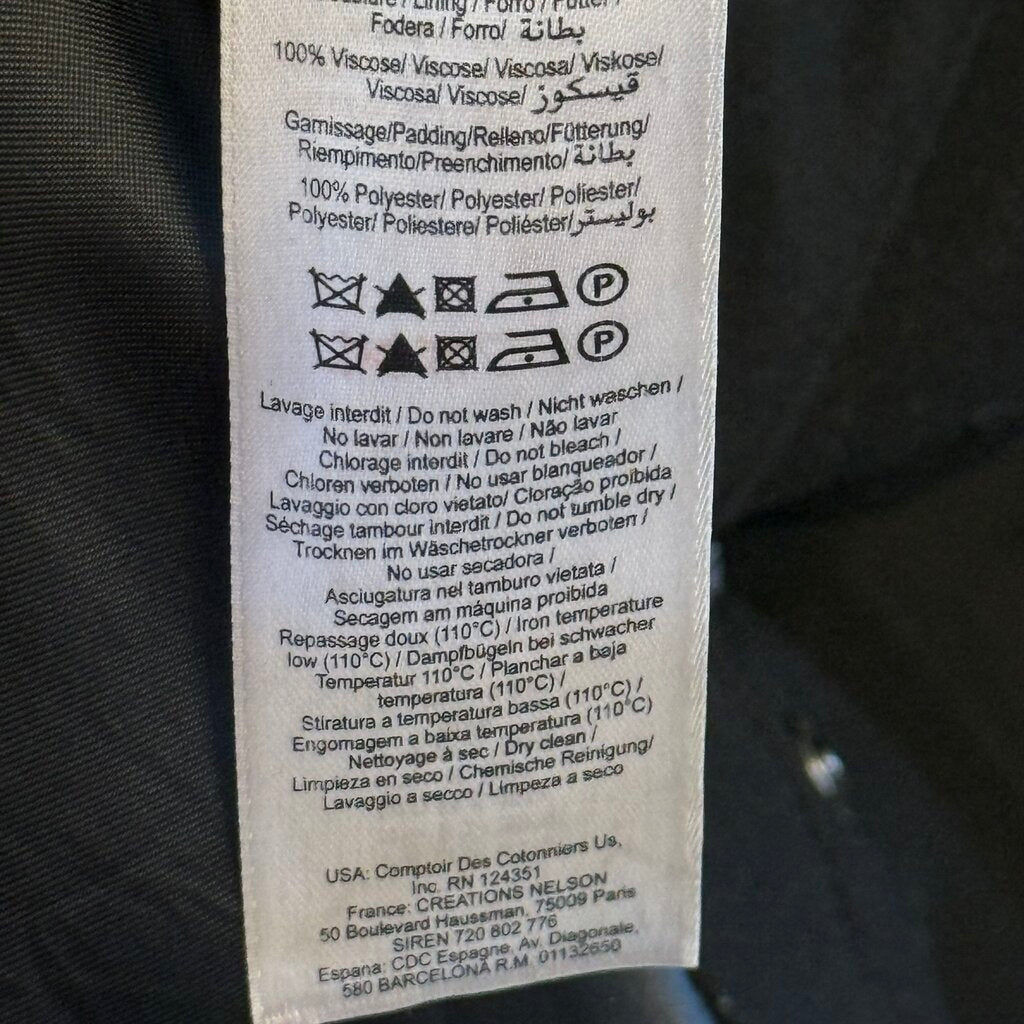 Lining / Forro / Futter /
Fodera / Forro/ بطانة
100% Viscose/ Viscose/ Viscosa/ Viskose/
Viscosa/ Viscose/ ڤيسكوز
Garnissage/Padding/Relleno/Fütterung/
Riempimento/Preenchimento/ بطانة
100% Polyester/ Polyester/ Poliester/
Polyester/ Poliestere/ Poliéster/ بوليستر
P
P
Lavage interdit / Do not wash / Nicht waschen /
No lavar / Non lavare / Não lavar
Chlorage interdit / Do not bleach /
Chloren verboten / No usar blanqueador /
Lavaggio con cloro vietato/ Cloração proibida
Séchage tambour interdit / Do not tumble dry /
Trocknen im Wäschetrockner verboten /
No usar secadora /
Asciugatura nel tamburo vietata /
Secagem am máquina proibida
Repassage doux (110°C) / Iron temperature
low (110°C) / Dampfbügeln bei schwacher
Temperatur 110°C / Planchar a baja
temperatura (110°C) /
Stiratura a temperatura bassa (110°C) /
Engomagem a baixa temperatura (110°C)
Nettoyage à sec / Dry clean /
Limpieza en seco / Chemische Reinigung/
Lavaggio a secco / Limpeza a seco
USA: Comptoir Des Cotonniers Us,
Inc. RN 124351
France: CREATIONS NELSON
50 Boulevard Haussman, 75009 Paris
SIREN 720 802 776
Espana: CDC Espagne, Av. Diagonale,
580 BARCELONA R.M. 01132650